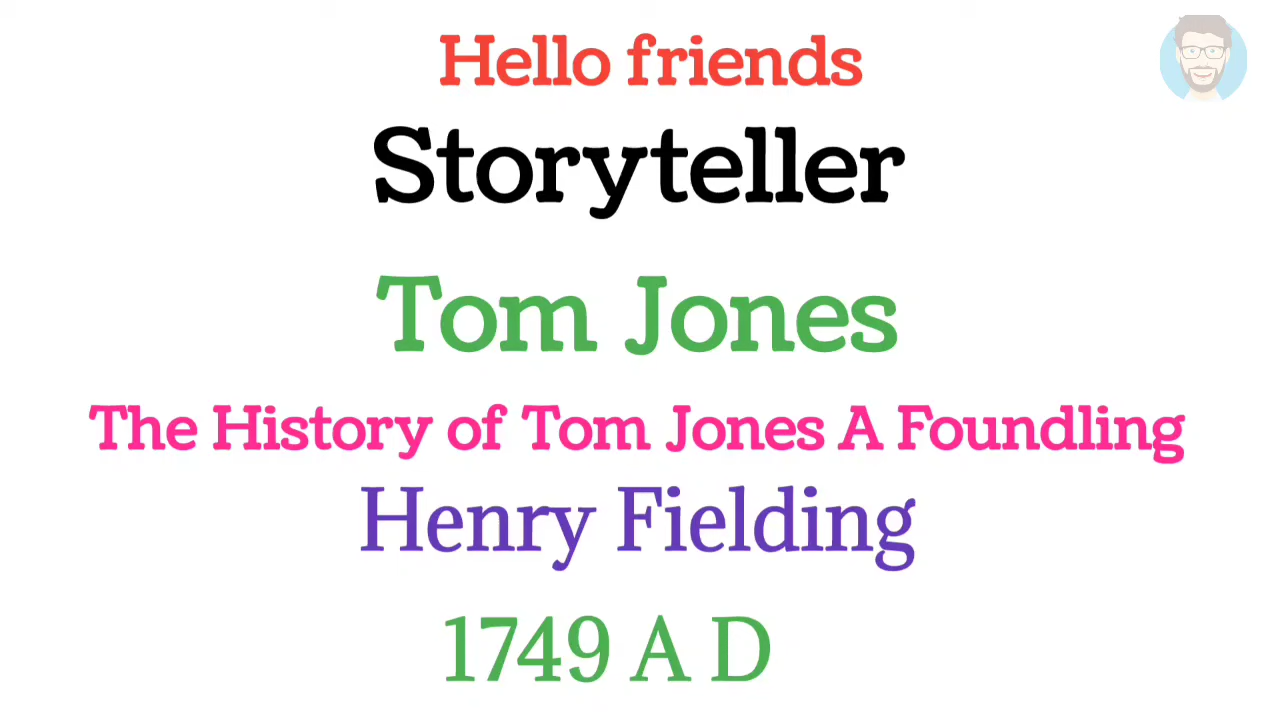 Hello friends
Storyteller
Tom Jones
The History of Tom Jones A Foundling
Henry Fielding
1749 A D